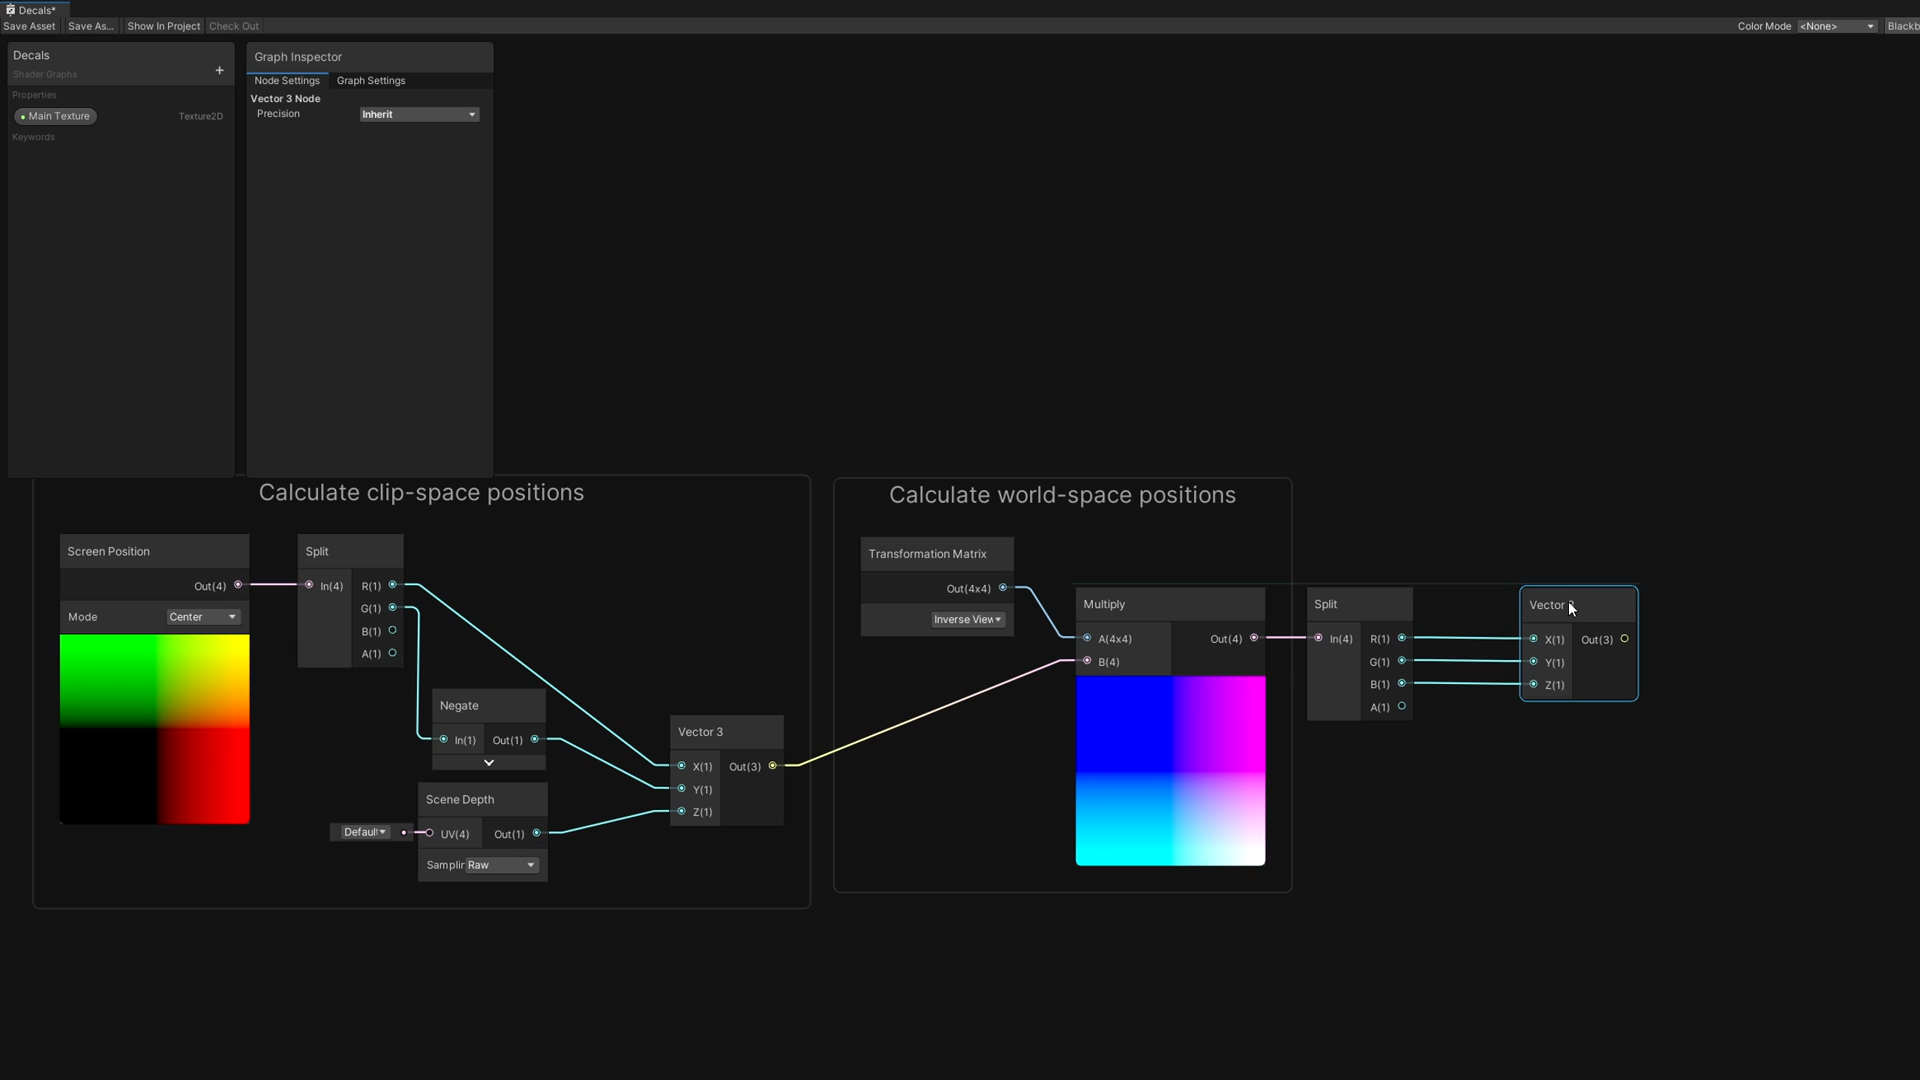 Decals*
Save Asset Save As... Show In Project Check Out Color Mode <None> Blackb
Decals
Shader Graphs
+
Properties
Main Texture Texture2D
Keywords
Graph Inspector
Node Settings Graph Settings
Vector 3 Node
Precision Inherit
Calculate clip-space positions
Screen Position
Out(4)
Mode Center
Split
In(4) R(1)
G(1)
B(1)
A(1)
Negate
In(1) Out(1)
Scene Depth
Default UV(4) Out(1)
Samplin Raw
Vector 3
X(1) Out(3)
Y(1)
Z(1)
Calculate world-space positions
Transformation Matrix
Out(4x4)
Inverse View
Multiply
A(4x4) Out(4)
B(4)
Split
In(4) R(1)
G(1)
B(1)
A(1)
Vector
X(1) Out(3)
Y(1)
Z(1)